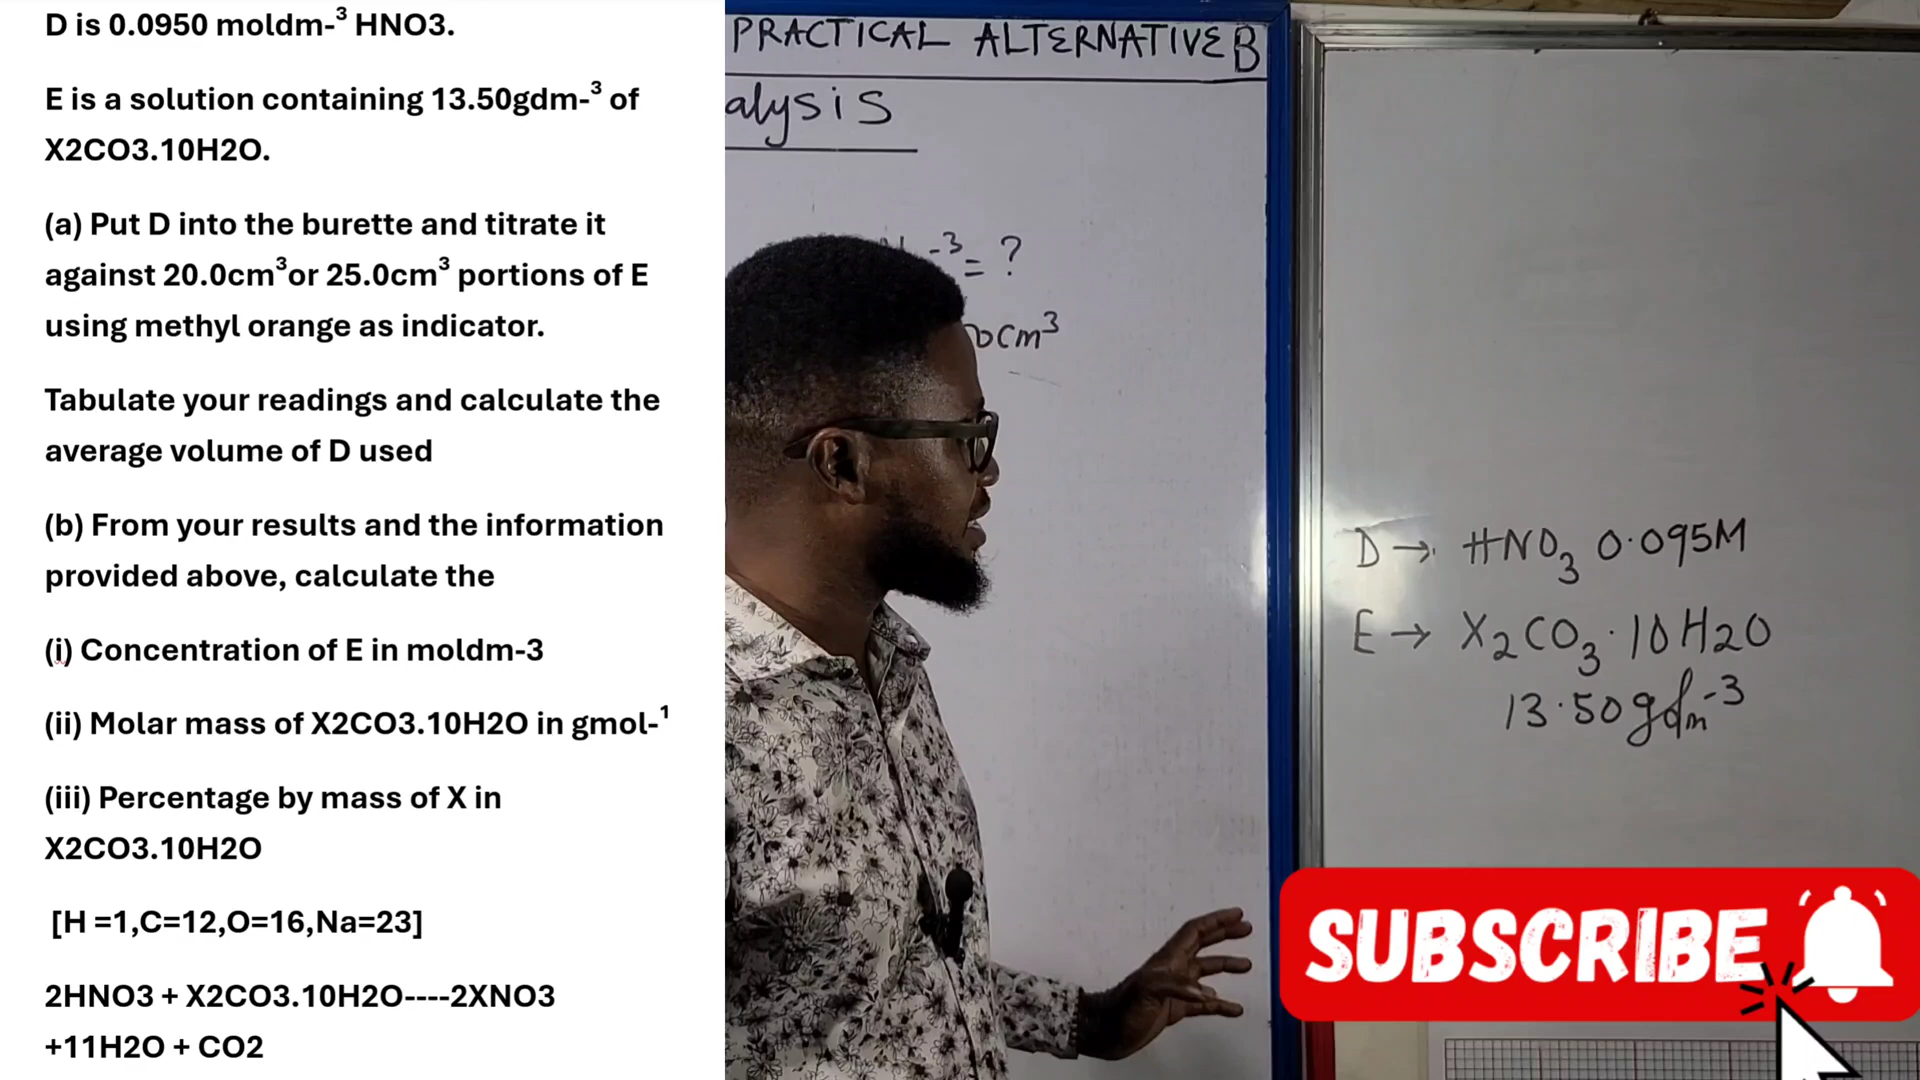 D is 0.0950 moldm-³ HNO3.
E is a solution containing 13.50gdm-³ of
X2CO3.10H2O.
(a) Put D into the burette and titrate it
against 20.0cm³or 25.0cm³ portions of E
using methyl orange as indicator.
Tabulate your readings and calculate the
average volume of D used
(b) From your results and the information
provided above, calculate the
(i) Concentration of E in moldm-3
(ii) Molar mass of X2CO3.10H2O in gmol-¹
(iii) Percentage by mass of X in
X2CO3.10H2O
[H =1,C=12,O=16,Na=23]
2HNO3 + X2CO3.10H2O----2XNO3
+11H2O + CO2
PRACTICAL ALTERNATIVE B
alysis
-3 = ?
0cm³
D → HNO₃ 0.095M
E → X₂CO₃.10H2O
13.50gdm-3
SUBSCRIBE